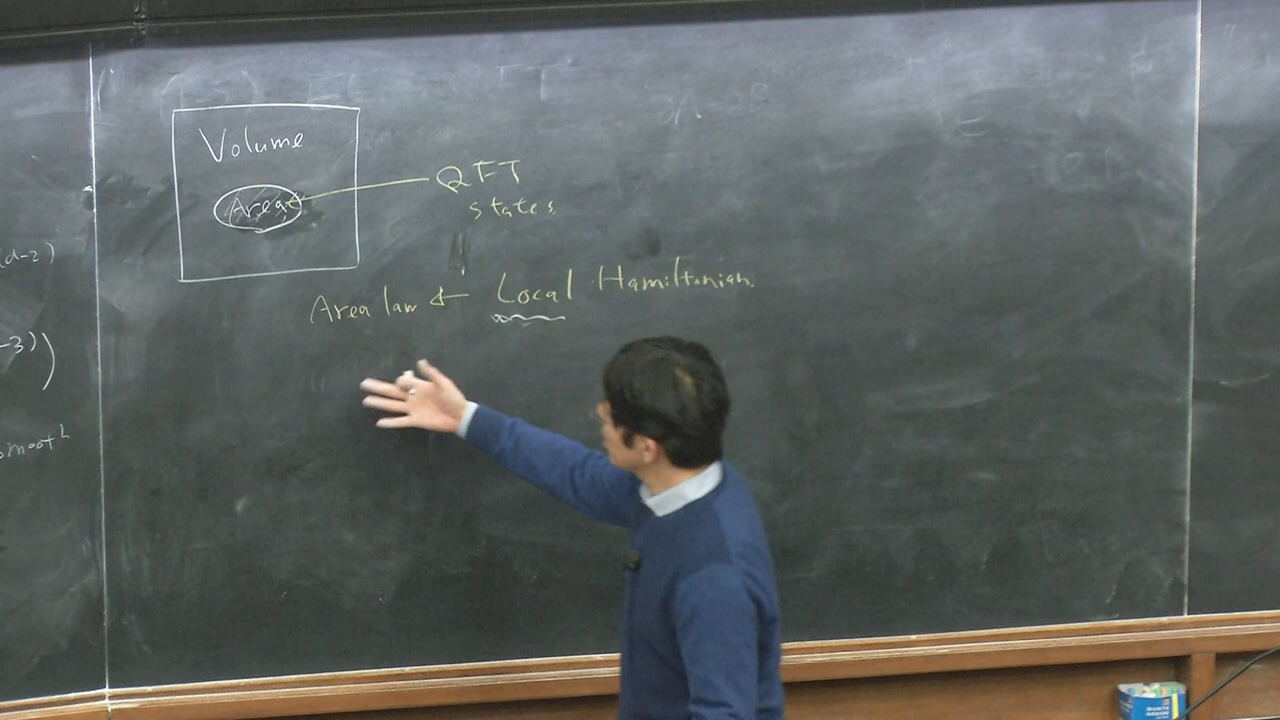 (d-2)
-3))
smooth
Volume
Area
QFT
states.
Area law ← Local Hamiltonian.